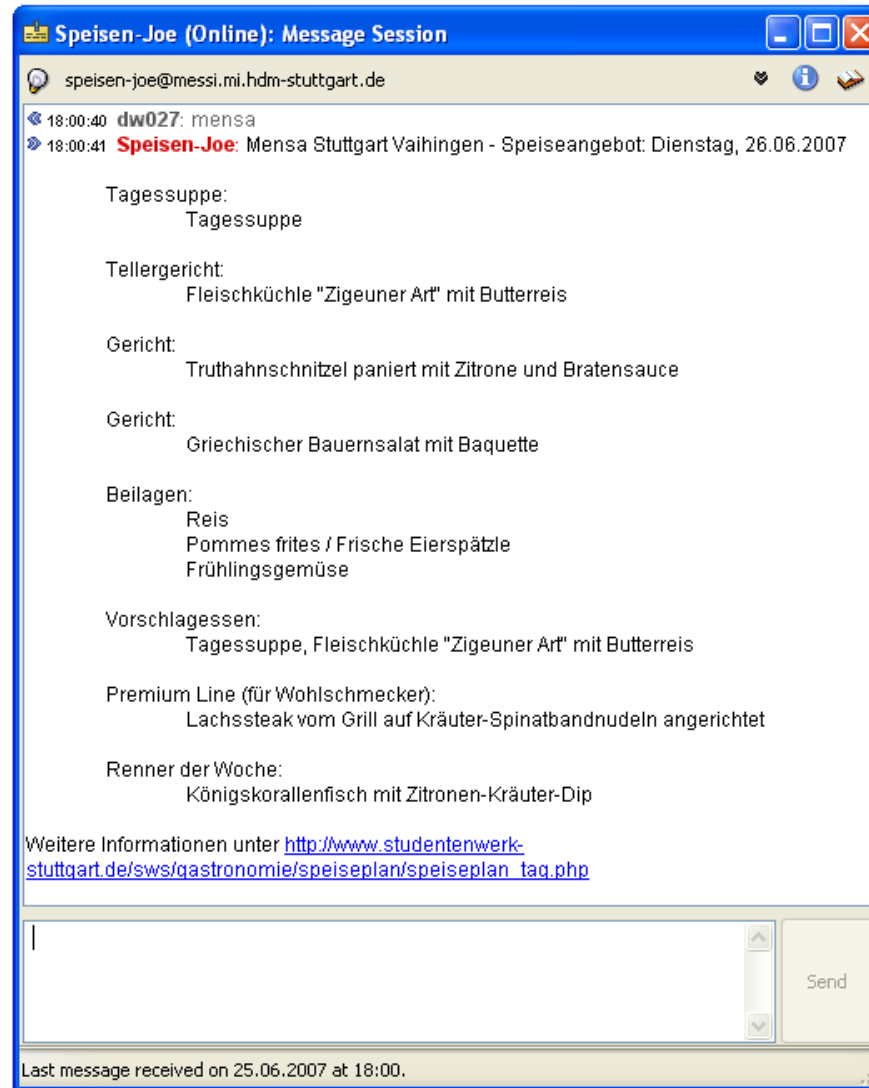 Speisen-Joe (Online): Message Session
speisen-joe@messi.mi.hdm-stuttgart.de
18:00:40 dw027: mensa
18:00:41 Speisen-Joe: Mensa Stuttgart Vaihingen - Speiseangebot: Dienstag, 26.06.2007
Tagessuppe:
Tagessuppe
Tellergericht:
Fleischküchle "Zigeuner Art" mit Butterreis
Gericht:
Truthahnschnitzel paniert mit Zitrone und Bratensauce
Gericht:
Griechischer Bauernsalat mit Baquette
Beilagen:
Reis
Pommes frites / Frische Eierspätzle
Frühlingsgemüse
Vorschlagessen:
Tagessuppe, Fleischküchle "Zigeuner Art" mit Butterreis
Premium Line (für Wohlschmecker):
Lachssteak vom Grill auf Kräuter-Spinatbandnudeln angerichtet
Renner der Woche:
Königskorallenfisch mit Zitronen-Kräuter-Dip
Weitere Informationen unter http://www.studentenwerk-
stuttgart.de/sws/gastronomie/speiseplan/speiseplan_tag.php
Send
Last message received on 25.06.2007 at 18:00.